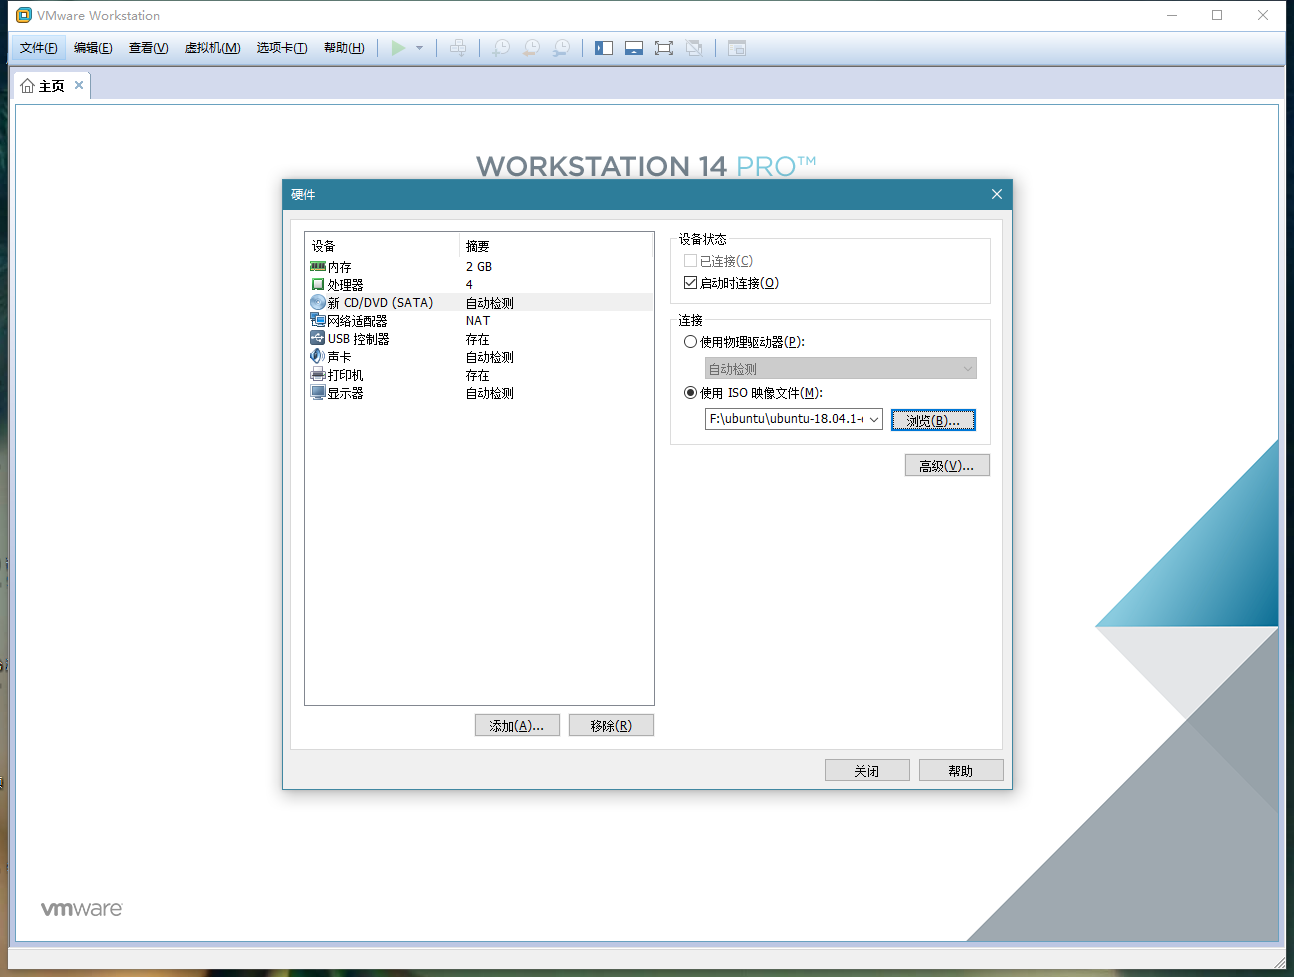 VMware Workstation
文件(F) 编辑(E) 查看(V) 虚拟机(M) 选项卡(T) 帮助(H)
主页
WORKSTATION 14 PRO™
硬件
设备 摘要
内存 2 GB
处理器 4
新 CD/DVD (SATA) 自动检测
网络适配器 NAT
USB 控制器 存在
声卡 自动检测
打印机 存在
显示器 自动检测
添加(A)... 移除(R)
设备状态
已连接(C)
启动时连接(O)
连接
使用物理驱动器(P):
自动检测
使用 ISO 映像文件(M):
F:\ubuntu\ubuntu-18.04.1- 浏览(B)...
高级(V)...
关闭 帮助
vmware